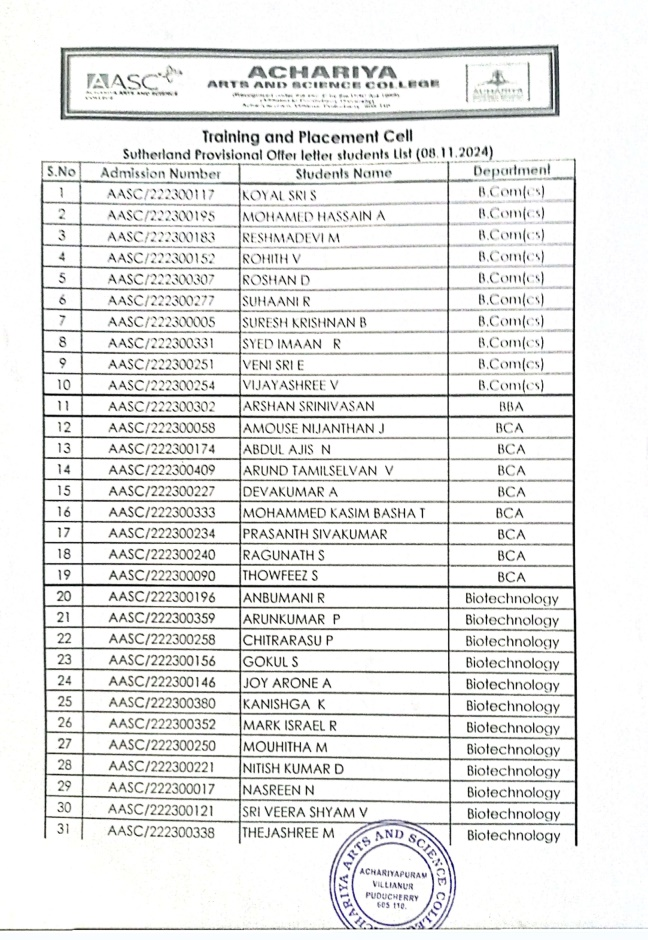 AASC
ACHARIYA ARTS AND SCIENCE COLLEGE
ACHARIYA
ARTS AND SCIENCE COLLEGE
ACHARIYA
Training and Placement Cell
Sutherland Provisional Offer letter students List (08.11.2024)
S.No Admission Number Students Name Department
1 AASC/222300117 KOYAL SRI S B.Com(cs)
2 AASC/222300195 MOHAMED HASSAIN A B.Com(cs)
3 AASC/222300183 RESHMADEVI M B.Com(cs)
4 AASC/222300152 ROHITH V B.Com(cs)
5 AASC/222300307 ROSHAN D B.Com(cs)
6 AASC/222300277 SUHAANI R B.Com(cs)
7 AASC/222300005 SURESH KRISHNAN B B.Com(cs)
8 AASC/222300331 SYED IMAAN R B.Com(cs)
9 AASC/222300251 VENI SRI E B.Com(cs)
10 AASC/222300254 VIJAYASHREE V B.Com(cs)
11 AASC/222300302 ARSHAN SRINIVASAN BBA
12 AASC/222300058 AMOUSE NIJANTHAN J BCA
13 AASC/222300174 ABDUL AJIS N BCA
14 AASC/222300409 ARUND TAMILSELVAN V BCA
15 AASC/222300227 DEVAKUMAR A BCA
16 AASC/222300333 MOHAMMED KASIM BASHA T BCA
17 AASC/222300234 PRASANTH SIVAKUMAR BCA
18 AASC/222300240 RAGUNATH S BCA
19 AASC/222300090 THOWFEEZ S BCA
20 AASC/222300196 ANBUMANI R Biotechnology
21 AASC/222300359 ARUNKUMAR P Biotechnology
22 AASC/222300258 CHITRARASU P Biotechnology
23 AASC/222300156 GOKUL S Biotechnology
24 AASC/222300146 JOY ARONE A Biotechnology
25 AASC/222300380 KANISHGA K Biotechnology
26 AASC/222300352 MARK ISRAEL R Biotechnology
27 AASC/222300250 MOUHITHA M Biotechnology
28 AASC/222300221 NITISH KUMAR D Biotechnology
29 AASC/222300017 NASREEN N Biotechnology
30 AASC/222300121 SRI VEERA SHYAM V Biotechnology
31 AASC/222300338 THEJASHREE M Biotechnology
ACHARIYA ARTS AND SCIENCE COLLEG
ACHARIYAPURAM
VILLIANUR
PUDUCHERRY
605 110.